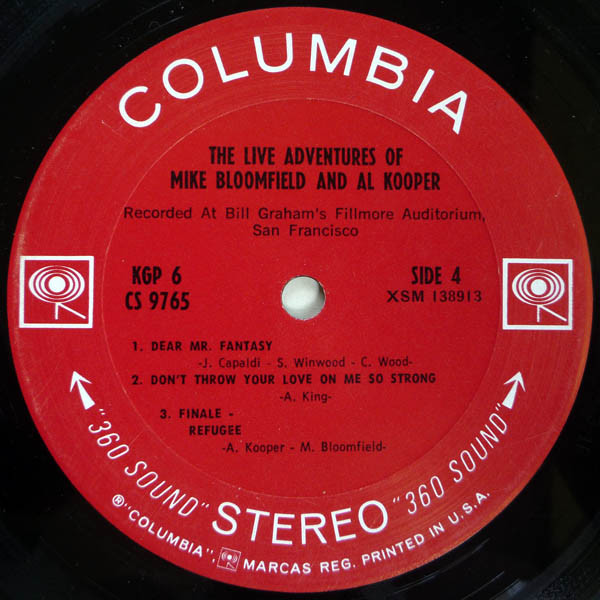 COLUMBIA
THE LIVE ADVENTURES OF
MIKE BLOOMFIELD AND AL KOOPER
Recorded At Bill Graham's Fillmore Auditorium,
San Francisco
KGP 6
CS 9765
SIDE 4
XSM 138913
1. DEAR MR. FANTASY
-J. Capaldi - S. Winwood - C. Wood-
2. DON'T THROW YOUR LOVE ON ME SO STRONG
-A. King-
3. FINALE -
REFUGEE
-A. Kooper - M. Bloomfield-
"360 SOUND" STEREO "360 SOUND"
®"COLUMBIA", MARCAS REG. PRINTED IN U.S.A.